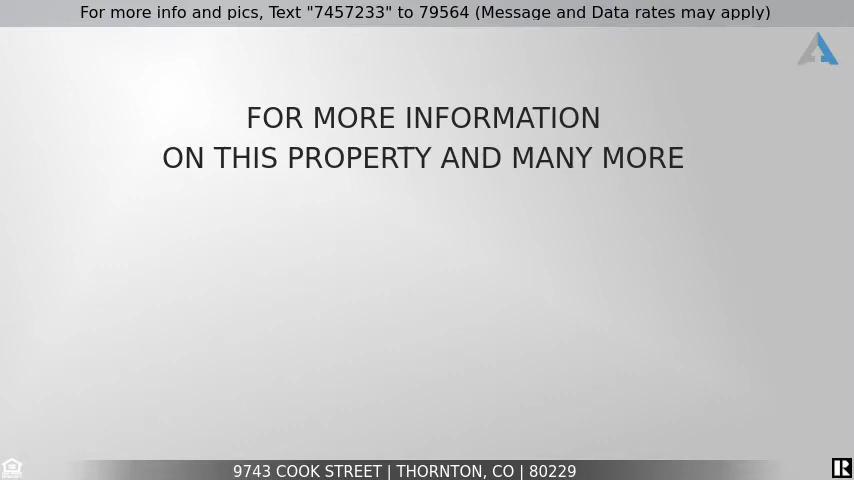 For more info and pics, Text "7457233" to 79564 (Message and Data rates may apply)
FOR MORE INFORMATION
ON THIS PROPERTY AND MANY MORE
9743 COOK STREET | THORNTON, CO | 80229